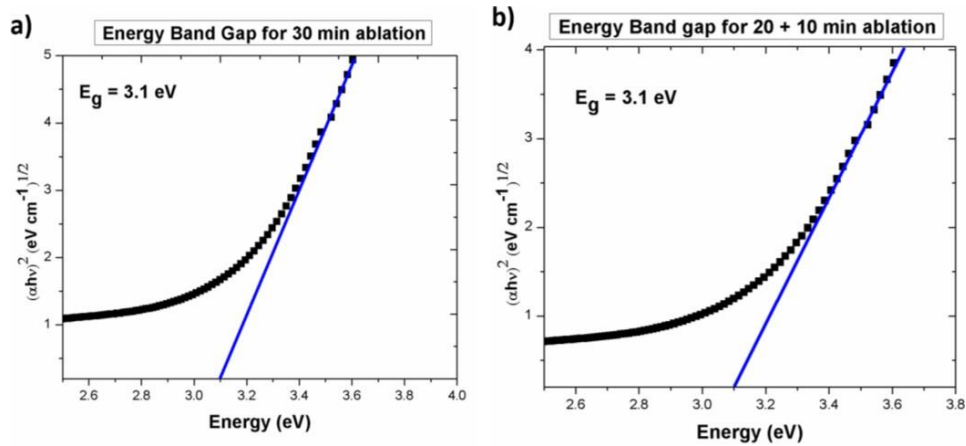 a)
Energy Band Gap for 30 min ablation
E_g = 3.1 eV
(αhν)^2 (eV cm^-1)^1/2
5
4
3
2
1
2.6 2.8 3.0 3.2 3.4 3.6 3.8 4.0
Energy (eV)
b)
Energy Band gap for 20 + 10 min ablation
E_g = 3.1 eV
(αhν)^2 (eV cm^-1)^1/2
4
3
2
1
2.6 2.8 3.0 3.2 3.4 3.6 3.8
Energy (eV)